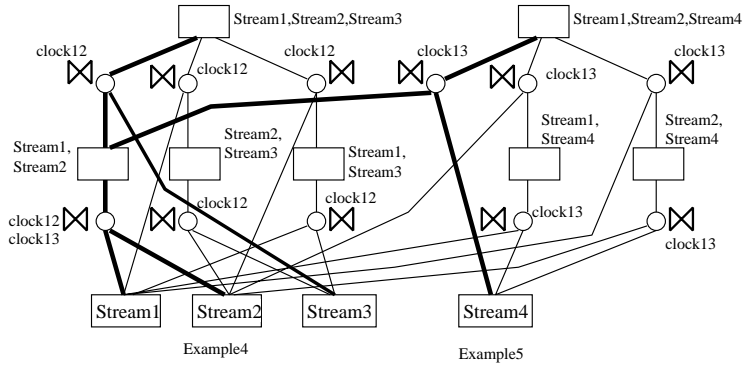 Stream1,Stream2,Stream3
Stream1,Stream2,Stream4
clock12
clock12
clock12
clock13
clock13
clock13
Stream1,
Stream2
Stream2,
Stream3
Stream1,
Stream3
Stream1,
Stream4
Stream2,
Stream4
clock12
clock13
clock12
clock12
clock13
clock13
Stream1
Stream2
Stream3
Stream4
Example4
Example5